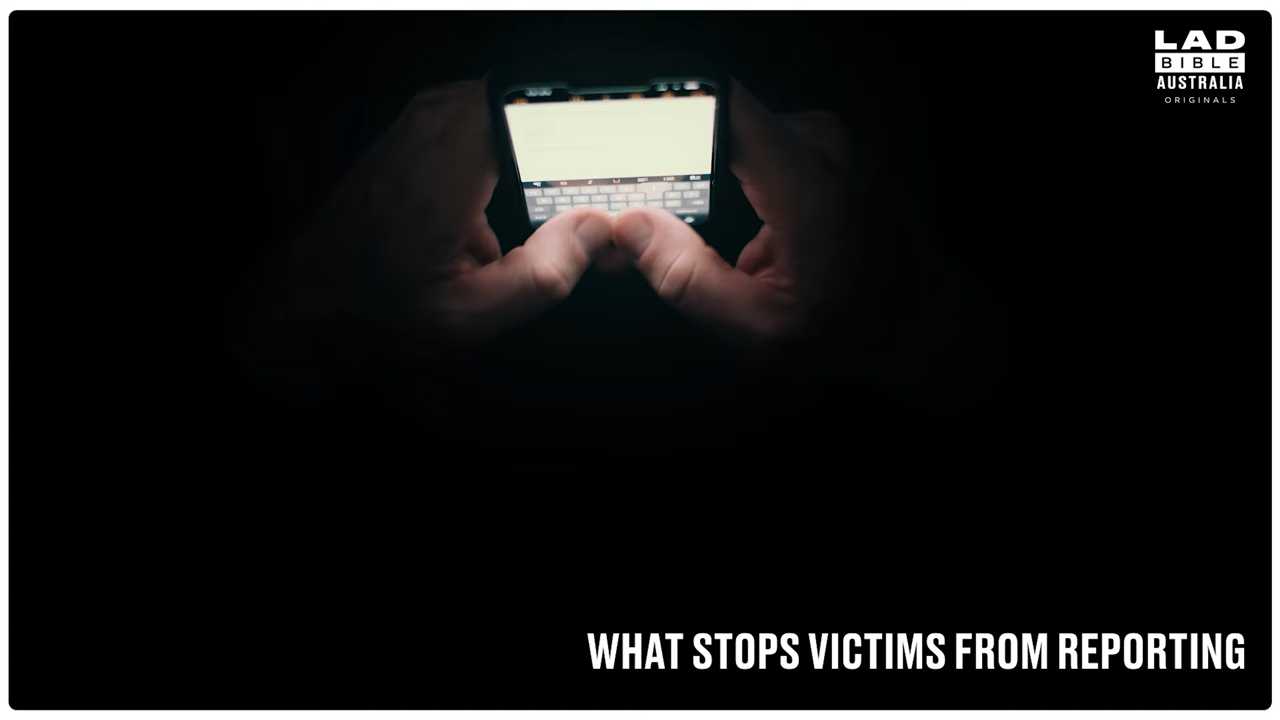 LAD
BIBLE
AUSTRALIA
ORIGINALS
WHAT STOPS VICTIMS FROM REPORTING